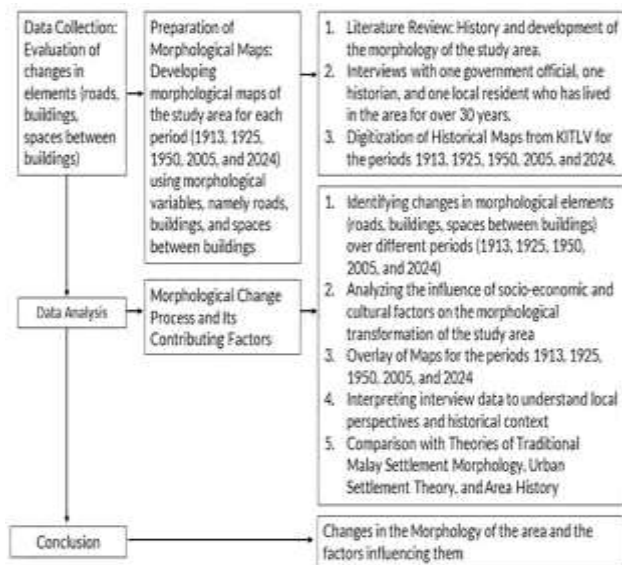 Data Collection:
Evaluation of
changes in
elements (roads,
buildings,
spaces between
buildings)
Preparation of
Morphological Maps:
Developing
morphological maps of
the study area for each
period (1913, 1925,
1950, 2005, and 2024)
using morphological
variables, namely roads,
buildings, and spaces
between buildings
1. Literature Review: History and development of
the morphology of the study area.
2. Interviews with one government official, one
historian, and one local resident who has lived
in the area for over 30 years.
3. Digitization of Historical Maps from KITLV for
the periods 1913, 1925, 1950, 2005, and 2024.
Data Analysis
Morphological Change
Process and Its
Contributing Factors
1. Identifying changes in morphological elements
(roads, buildings, spaces between buildings)
over different periods (1913, 1925, 1950,
2005, and 2024)
2. Analyzing the influence of socio-economic and
cultural factors on the morphological
transformation of the study area
3. Overlay of Maps for the periods 1913, 1925,
1950, 2005, and 2024
4. Interpreting interview data to understand local
perspectives and historical context
5. Comparison with Theories of Traditional
Malay Settlement Morphology, Urban
Settlement Theory, and Area History
Conclusion
Changes in the Morphology of the area and the
factors influencing them